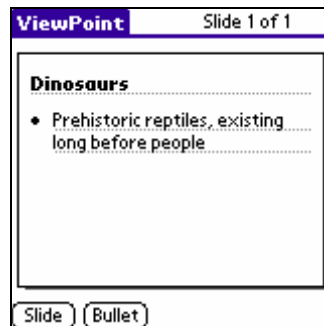 ViewPoint Slide 1 of 1
Dinosaurs
• Prehistoric reptiles, existing
long before people
Slide Bullet